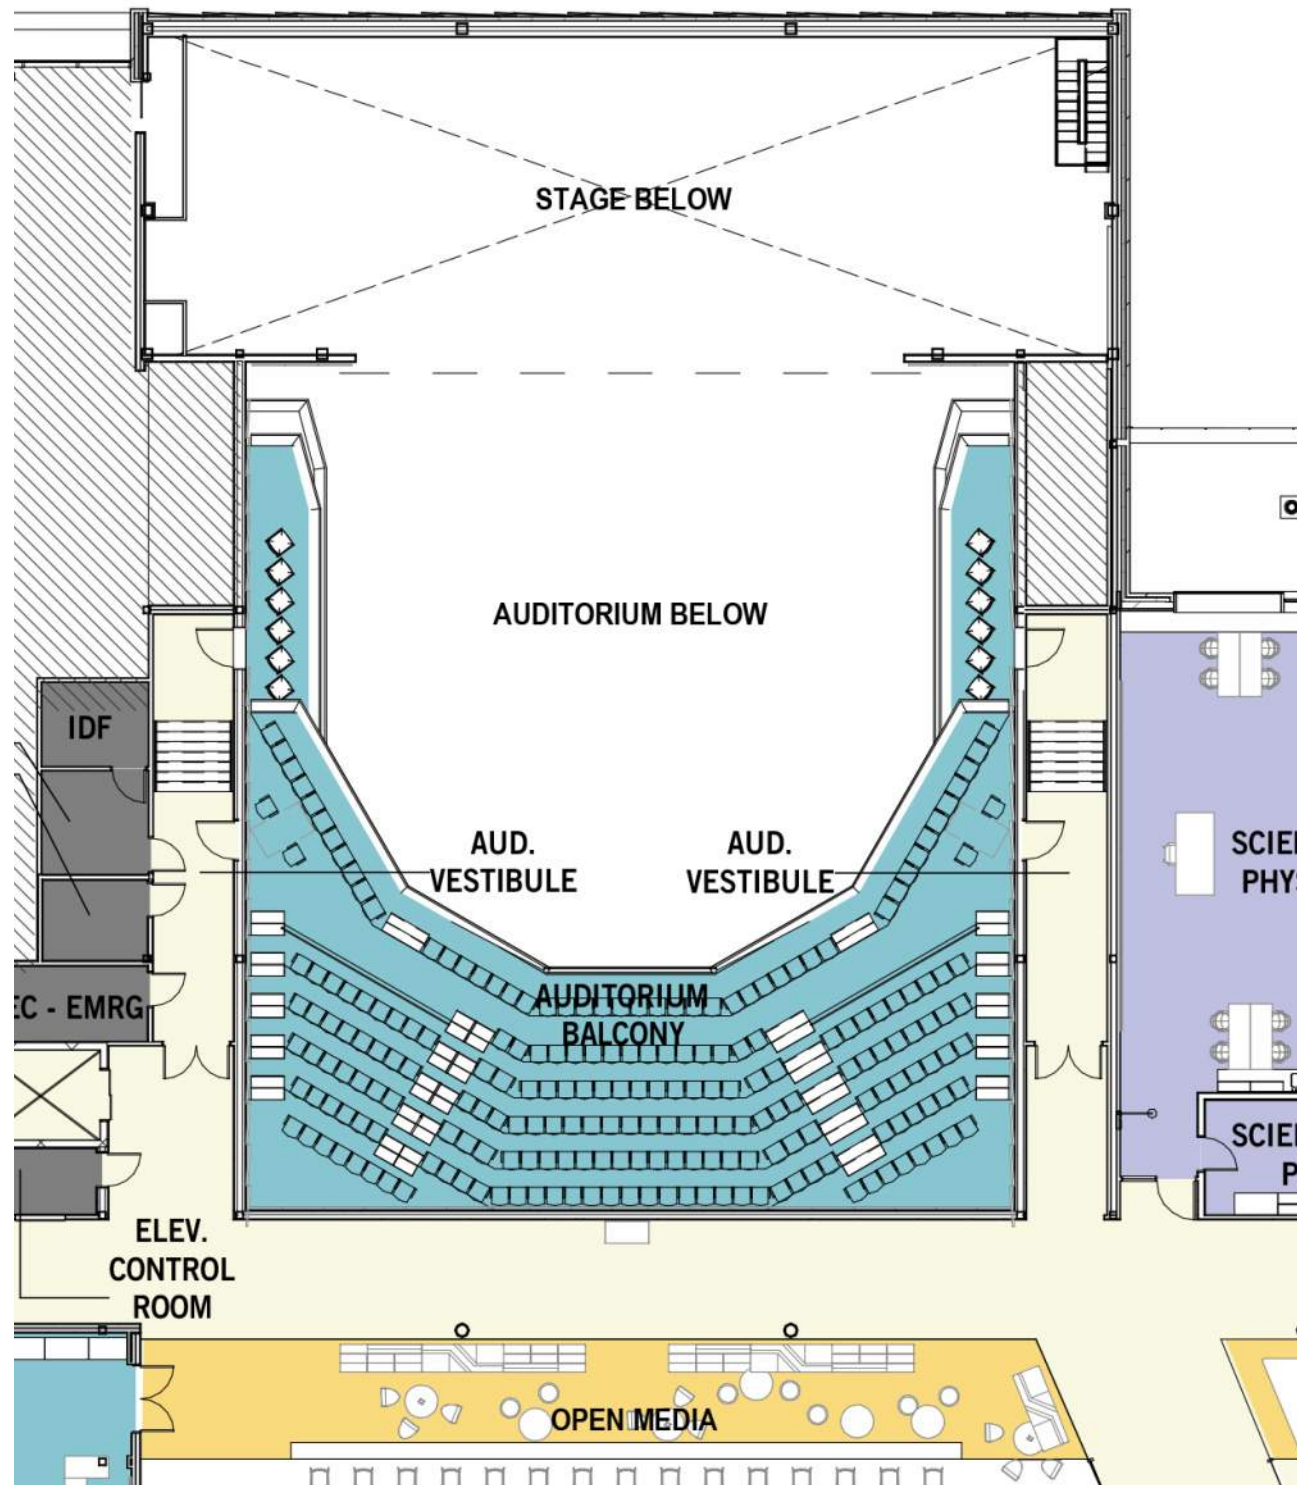 STAGE BELOW
AUDITORIUM BELOW
IDF
AUD.
VESTIBULE
AUD.
VESTIBULE
SCIE
PHYS
AUDITORIUM
BALCONY
EC - EMRG
SCIE
P
ELEV.
CONTROL
ROOM
OPEN MEDIA